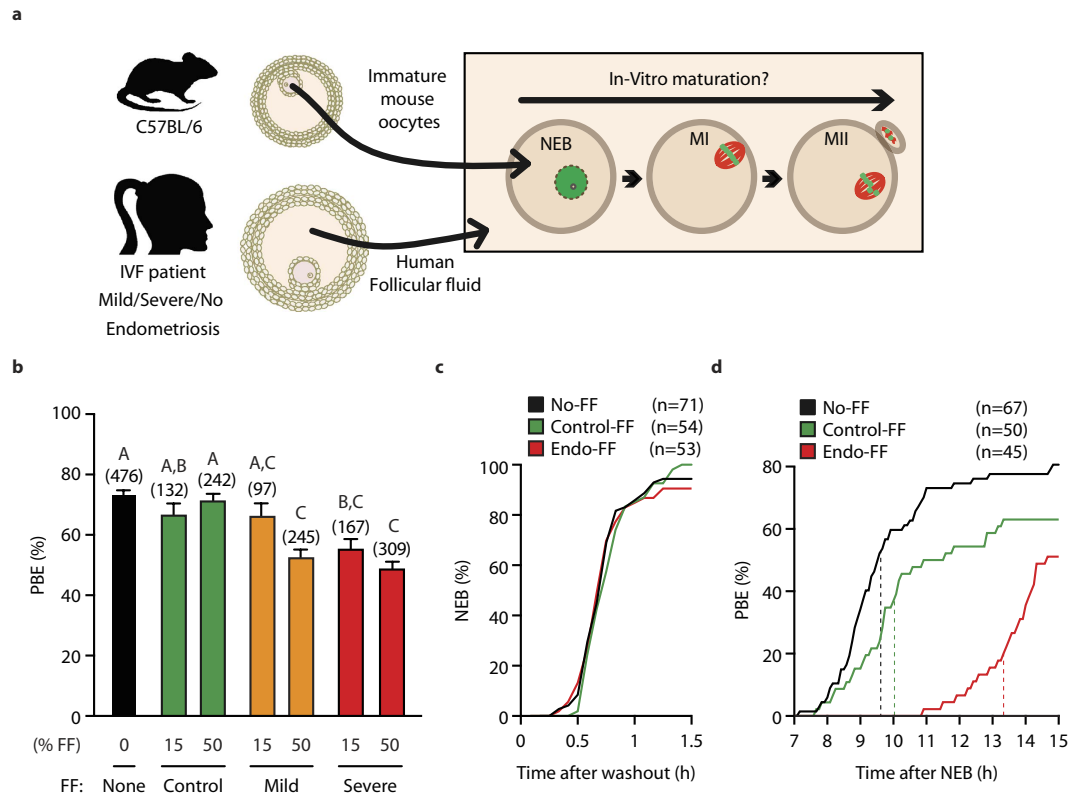 a
C57BL/6
Immature
mouse
oocytes
In-Vitro maturation?
NEB
MI
MII
IVF patient
Mild/Severe/No
Endometriosis
Human
Follicular fluid
b
PBE (%)
100
80
60
40
20
0
A
(476)
A,B
(132)
A
(242)
A,C
(97)
C
(245)
B,C
(167)
C
(309)
(% FF) 0 15 50 15 50 15 50
FF: None Control Mild Severe
c
No-FF (n=71)
Control-FF (n=54)
Endo-FF (n=53)
NEB (%)
100
80
60
40
20
0
0 0.5 1 1.5
Time after washout (h)
d
No-FF (n=67)
Control-FF (n=50)
Endo-FF (n=45)
PBE (%)
80
60
40
20
0
7 8 9 10 11 12 13 14 15
Time after NEB (h)